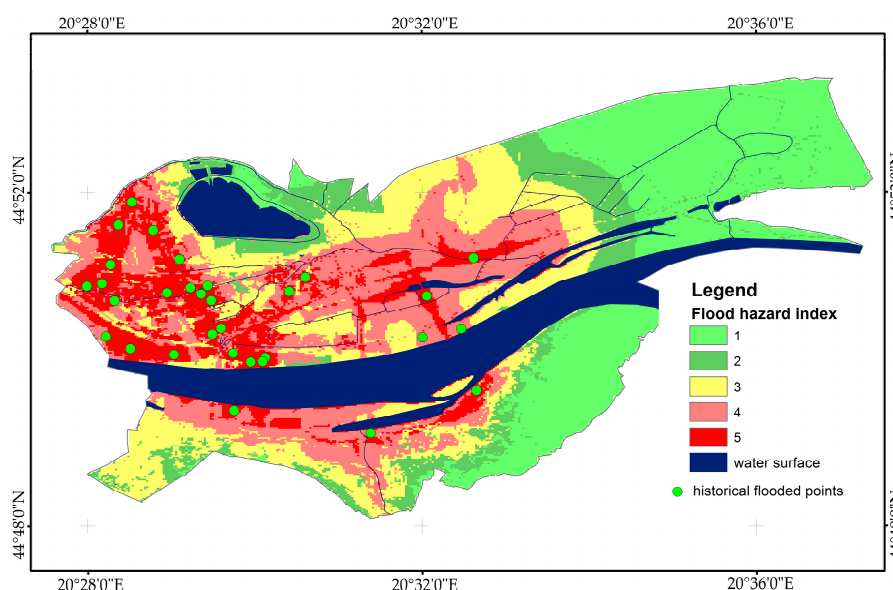 20°28'0"E 20°32'0"E 20°36'0"E
44°52'0"N
Legend
Flood hazard index
1
2
3
4
5
water surface
historical flooded points
44°48'0"N
20°28'0"E 20°32'0"E 20°36'0"E